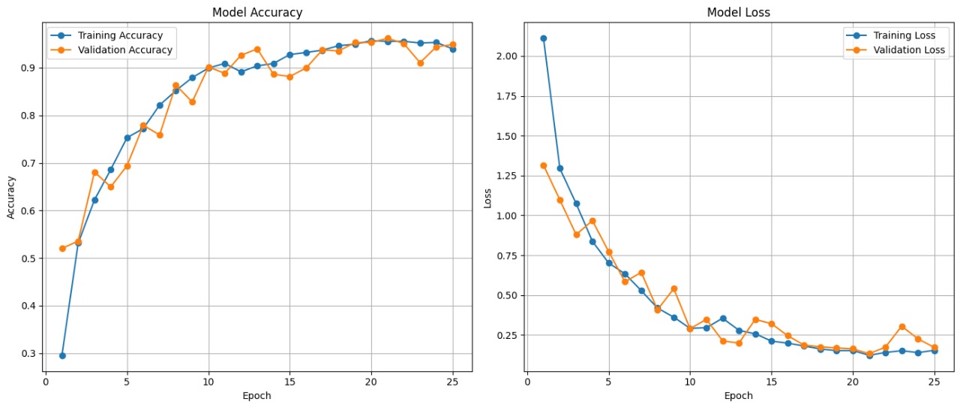 Model Accuracy
Training Accuracy
Validation Accuracy
0.9
0.8
0.7
0.6
0.5
0.4
0.3
Accuracy
0
5
10
15
20
25
Epoch
Model Loss
Training Loss
Validation Loss
2.00
1.75
1.50
1.25
1.00
0.75
0.50
0.25
Loss
0
5
10
15
20
25
Epoch